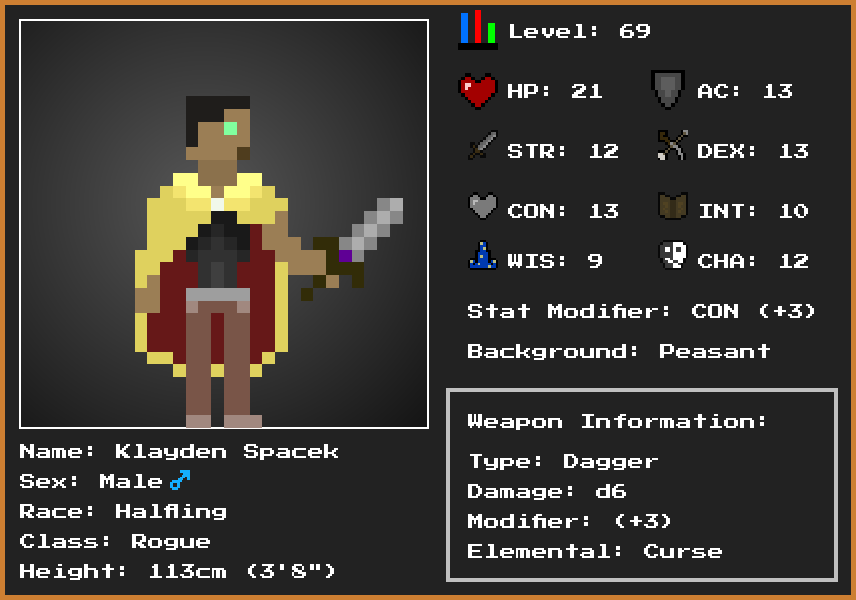 Level: 69
HP: 21 AC: 13
STR: 12 DEX: 13
CON: 13 INT: 10
WIS: 9 CHA: 12
Stat Modifier: CON (+3)
Background: Peasant
Weapon Information:
Type: Dagger
Damage: d6
Modifier: (+3)
Elemental: Curse
Name: Klayden Spacek
Sex: Male ♂
Race: Halfling
Class: Rogue
Height: 113cm (3'8")